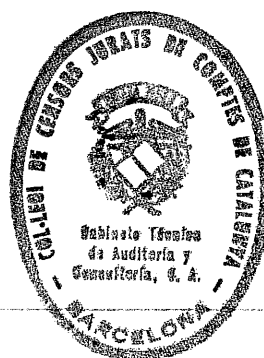 COL·LEGI DE CENSORS JURATS DE COMPTES DE CATALUNYA
Gabinete Técnico
de Auditoría y
Consultoría, S. A.
- BARCELONA -